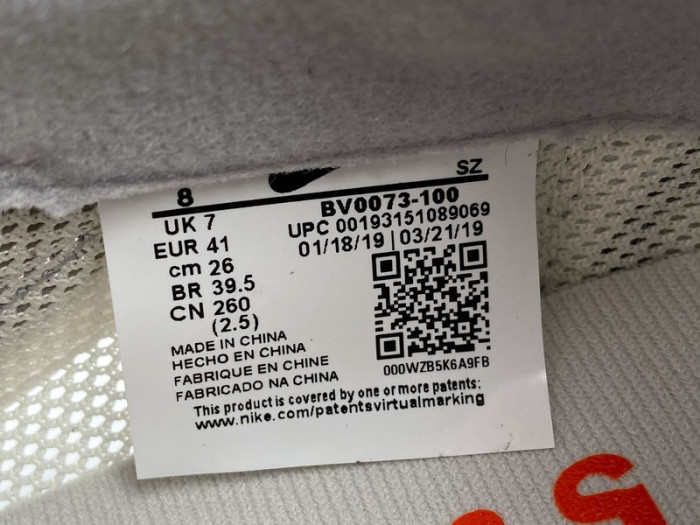 8
SZ
UK 7
BV0073-100
EUR 41
UPC 00193151089069
cm 26
01/18/19 | 03/21/19
BR 39.5
CN 260
(2.5)
MADE IN CHINA
HECHO EN CHINA
FABRIQUE EN CHINE
FABRICADO NA CHINA
000WZB5K6A9FB
This product is covered by one or more patents:
www.nike.com/patentsvirtualmarking